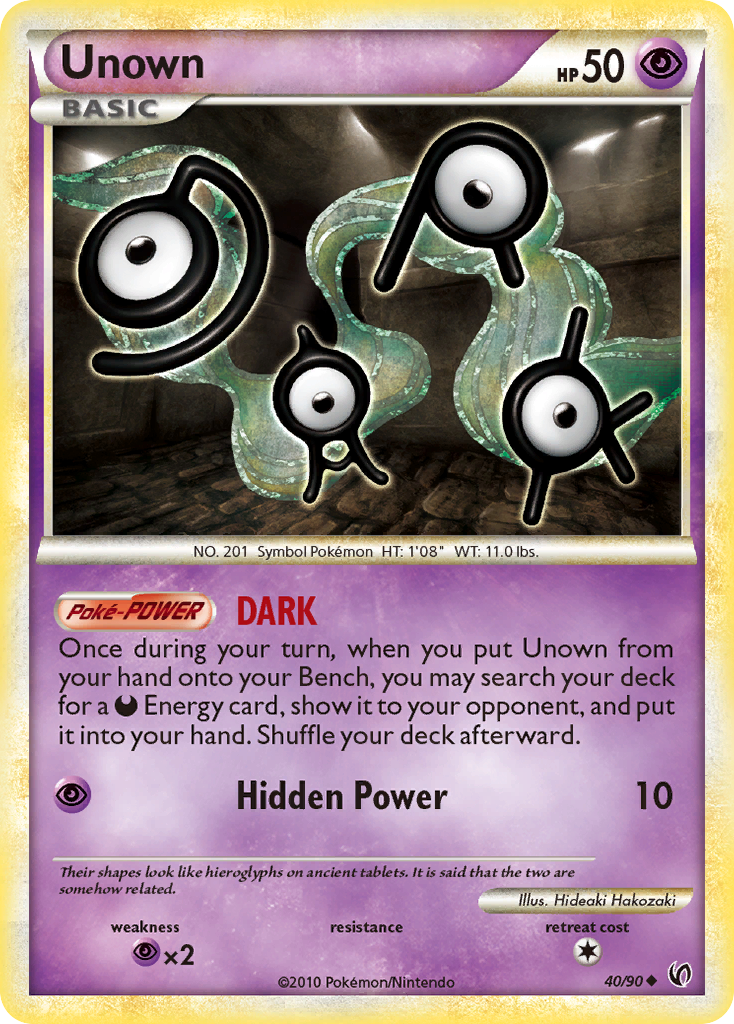 Unown
HP 50
BASIC
DARK
NO. 201 Symbol Pokémon HT: 1'08" WT: 11.0 lbs.
Poké-POWER DARK
Once during your turn, when you put Unown from
your hand onto your Bench, you may search your deck
for a Energy card, show it to your opponent, and put
it into your hand. Shuffle your deck afterward.
Hidden Power 10
Their shapes look like hieroglyphs on ancient tablets. It is said that the two are
somehow related.
Illus. Hideaki Hakozaki
weakness resistance retreat cost
×2
©2010 Pokémon/Nintendo 40/90